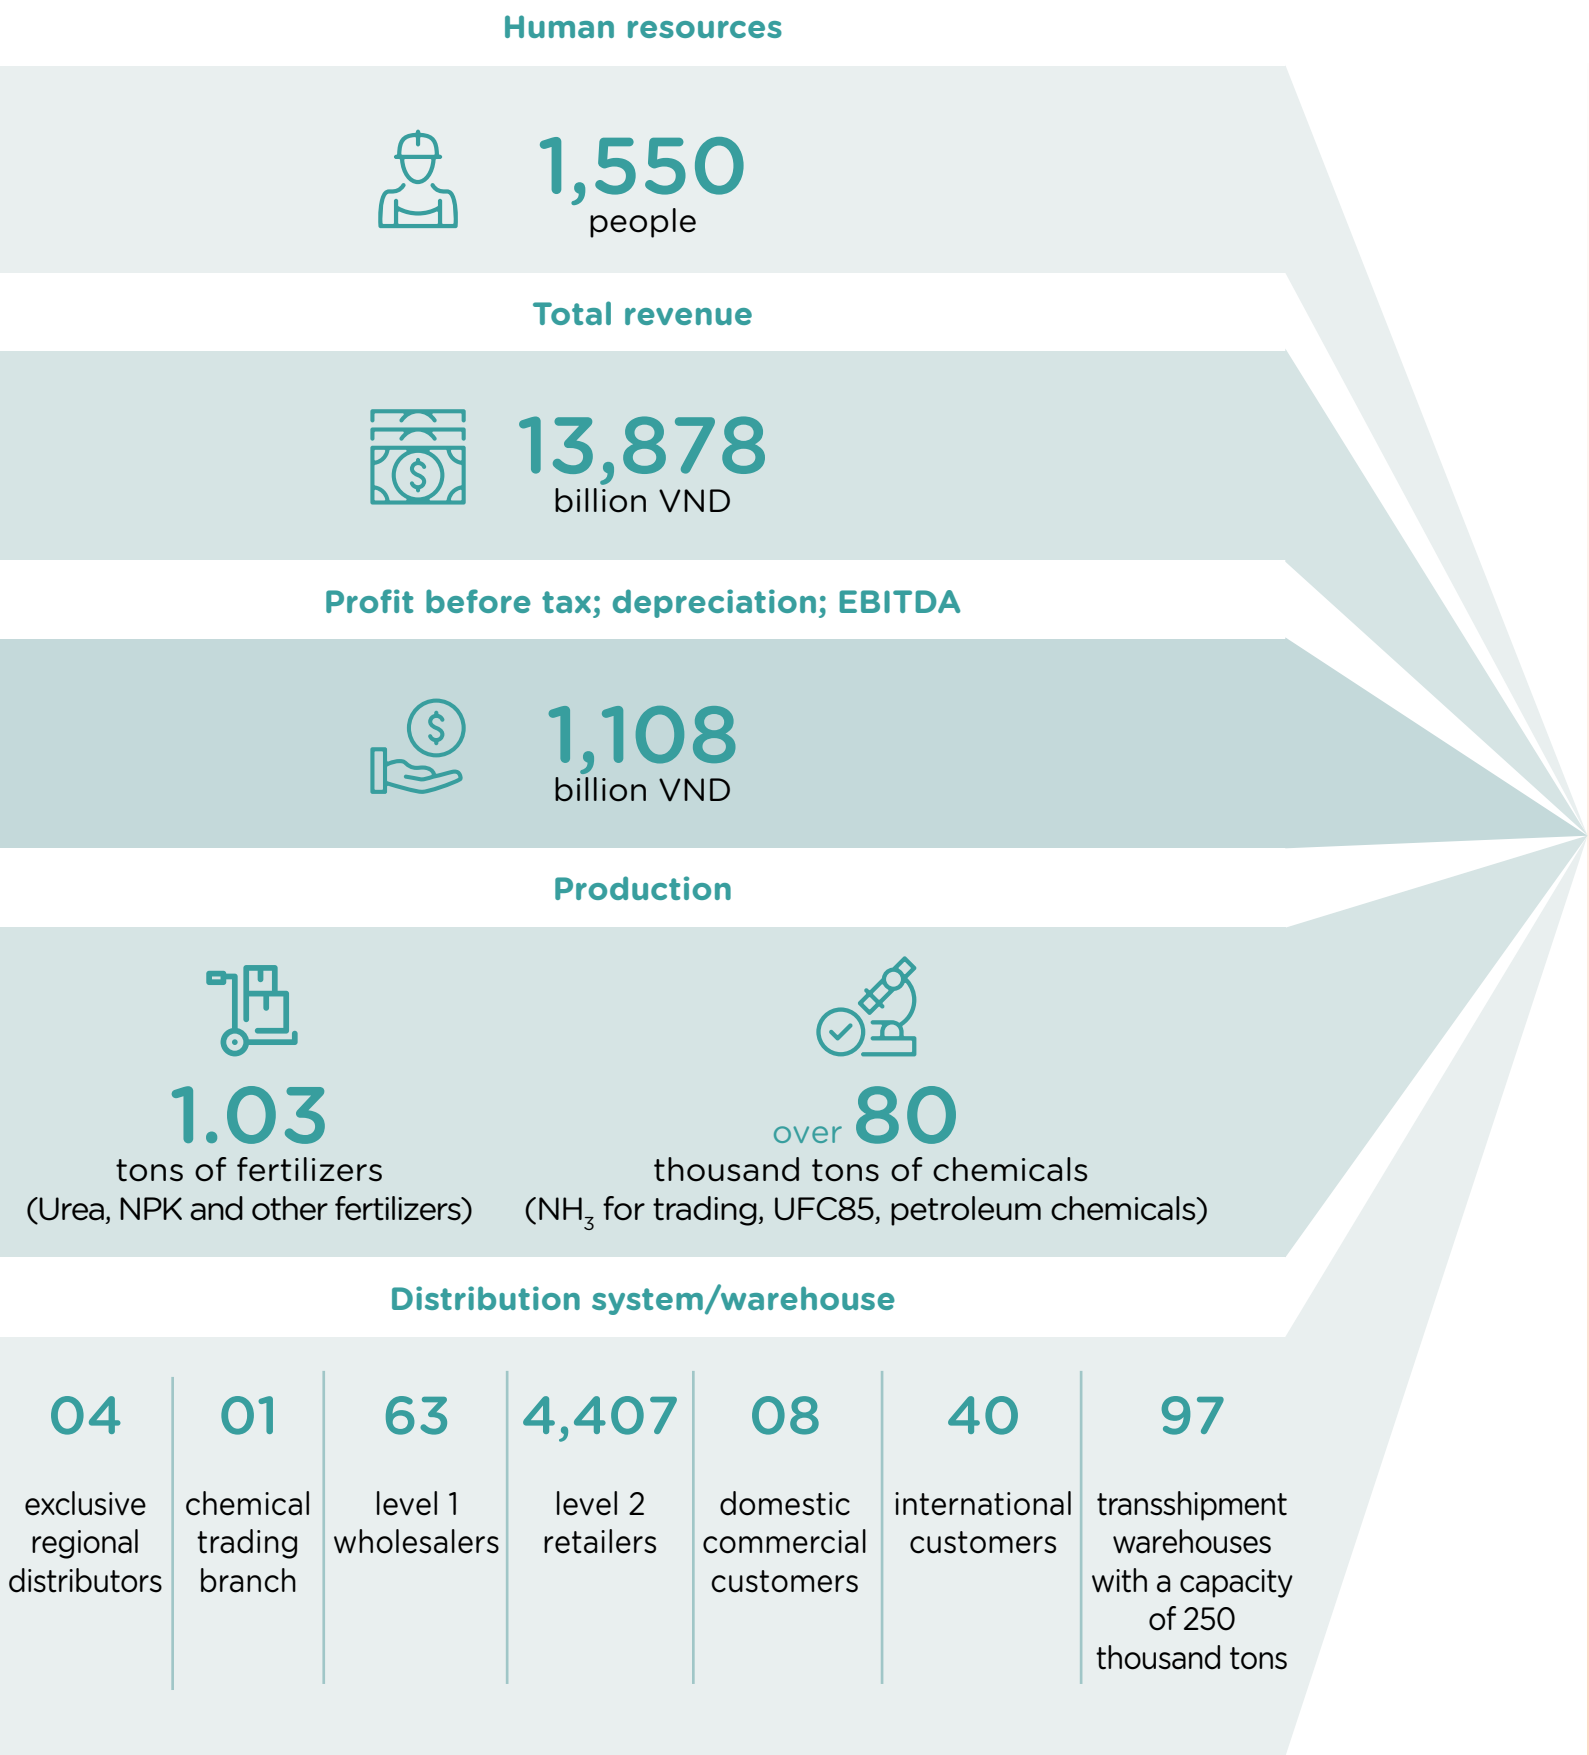 Human resources
1,550
people
Total revenue
13,878
billion VND
Profit before tax; depreciation; EBITDA
1,108
billion VND
Production
1.03
tons of fertilizers
(Urea, NPK and other fertilizers)
over 80
thousand tons of chemicals
(NH3 for trading, UFC85, petroleum chemicals)
Distribution system/warehouse
04
exclusive
regional
distributors
01
chemical
trading
branch
63
level 1
wholesalers
4,407
level 2
retailers
08
domestic
commercial
customers
40
international
customers
97
transshipment
warehouses
with a capacity
of 250
thousand tons